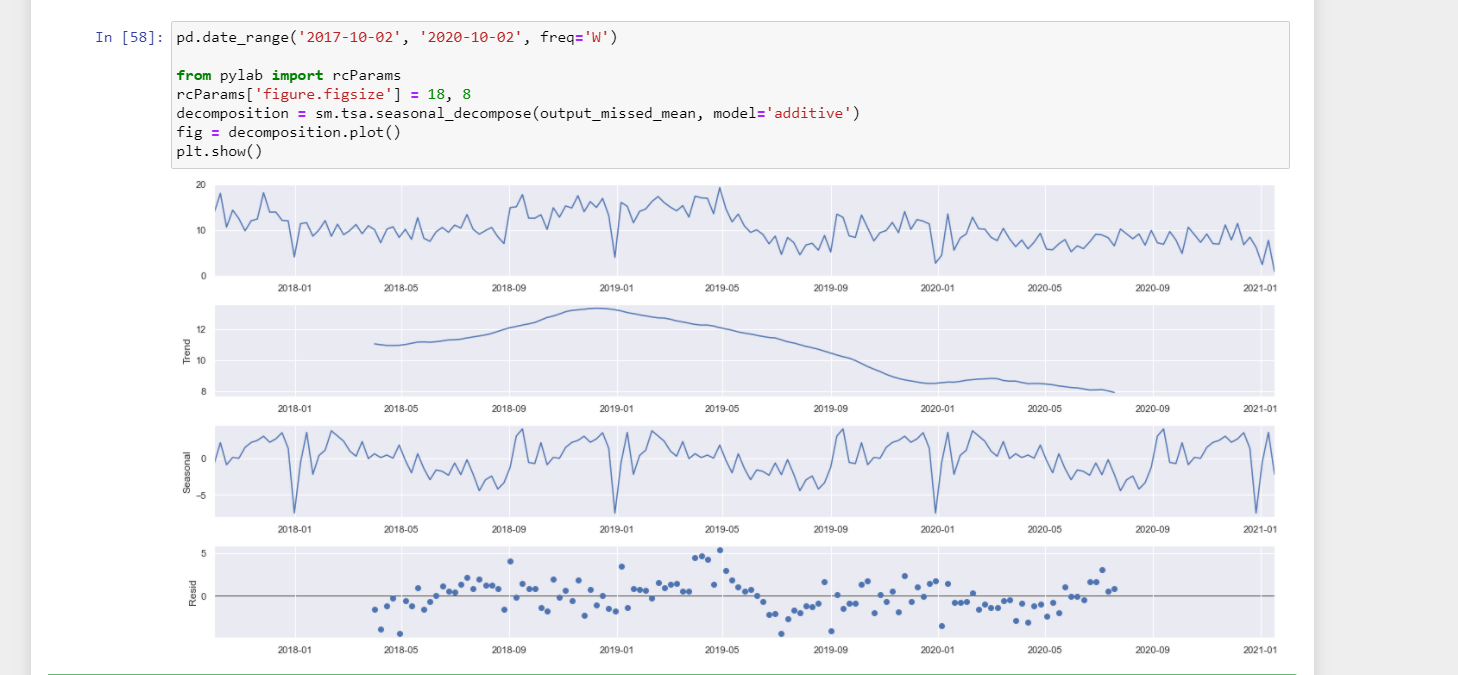 In [58]: pd.date_range('2017-10-02', '2020-10-02', freq='W')
from pylab import rcParams
rcParams['figure.figsize'] = 18, 8
decomposition = sm.tsa.seasonal_decompose(output_missed_mean, model='additive')
fig = decomposition.plot()
plt.show()
20
10
0
2018-01 2018-05 2018-09 2019-01 2019-05 2019-09 2020-01 2020-05 2020-09 2021-01
Trend
12
10
8
2018-01 2018-05 2018-09 2019-01 2019-05 2019-09 2020-01 2020-05 2020-09 2021-01
Seasonal
0
−5
2018-01 2018-05 2018-09 2019-01 2019-05 2019-09 2020-01 2020-05 2020-09 2021-01
Resid
5
0
2018-01 2018-05 2018-09 2019-01 2019-05 2019-09 2020-01 2020-05 2020-09 2021-01